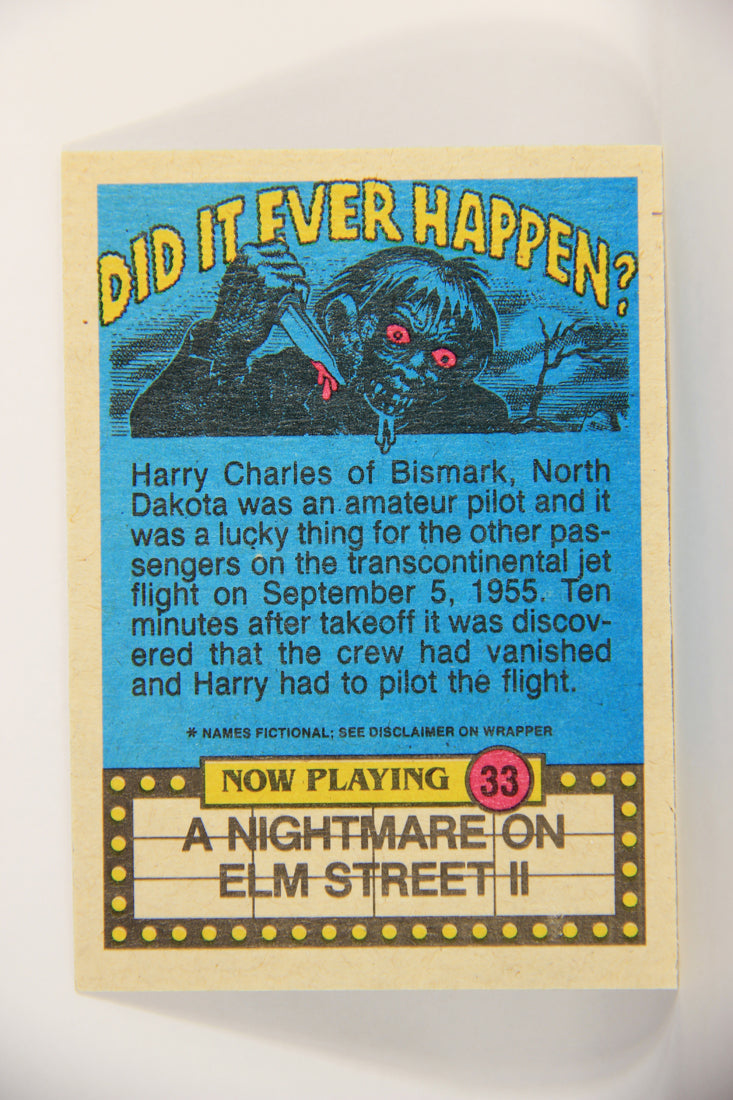 DID IT EVER HAPPEN?
Harry Charles of Bismark, North
Dakota was an amateur pilot and it
was a lucky thing for the other pas-
sengers on the transcontinental jet
flight on September 5, 1955. Ten
minutes after takeoff it was discov-
ered that the crew had vanished
and Harry had to pilot the flight.
* NAMES FICTIONAL; SEE DISCLAIMER ON WRAPPER
NOW PLAYING 33
A NIGHTMARE ON
ELM STREET II